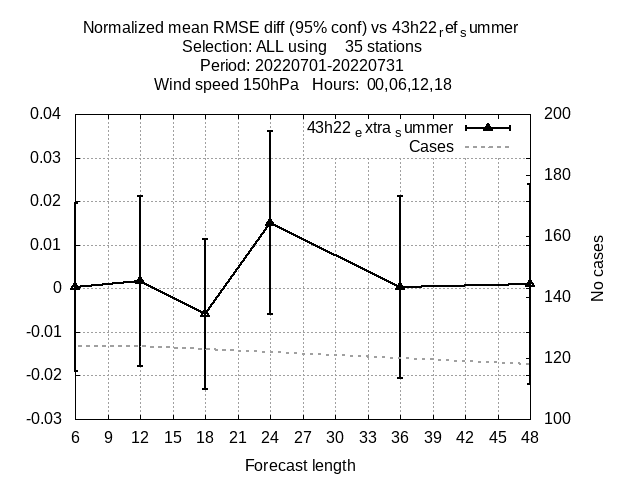 Normalized mean RMSE diff (95% conf) vs 43h22refsummer
Selection: ALL using 35 stations
Period: 20220701-20220731
Wind speed 150hPa Hours: 00,06,12,18
43h22extrasummer
Cases
0.04
0.03
0.02
0.01
0
-0.01
-0.02
-0.03
200
180
160
140
120
100
No cases
6 9 12 15 18 21 24 27 30 33 36 39 42 45 48
Forecast length